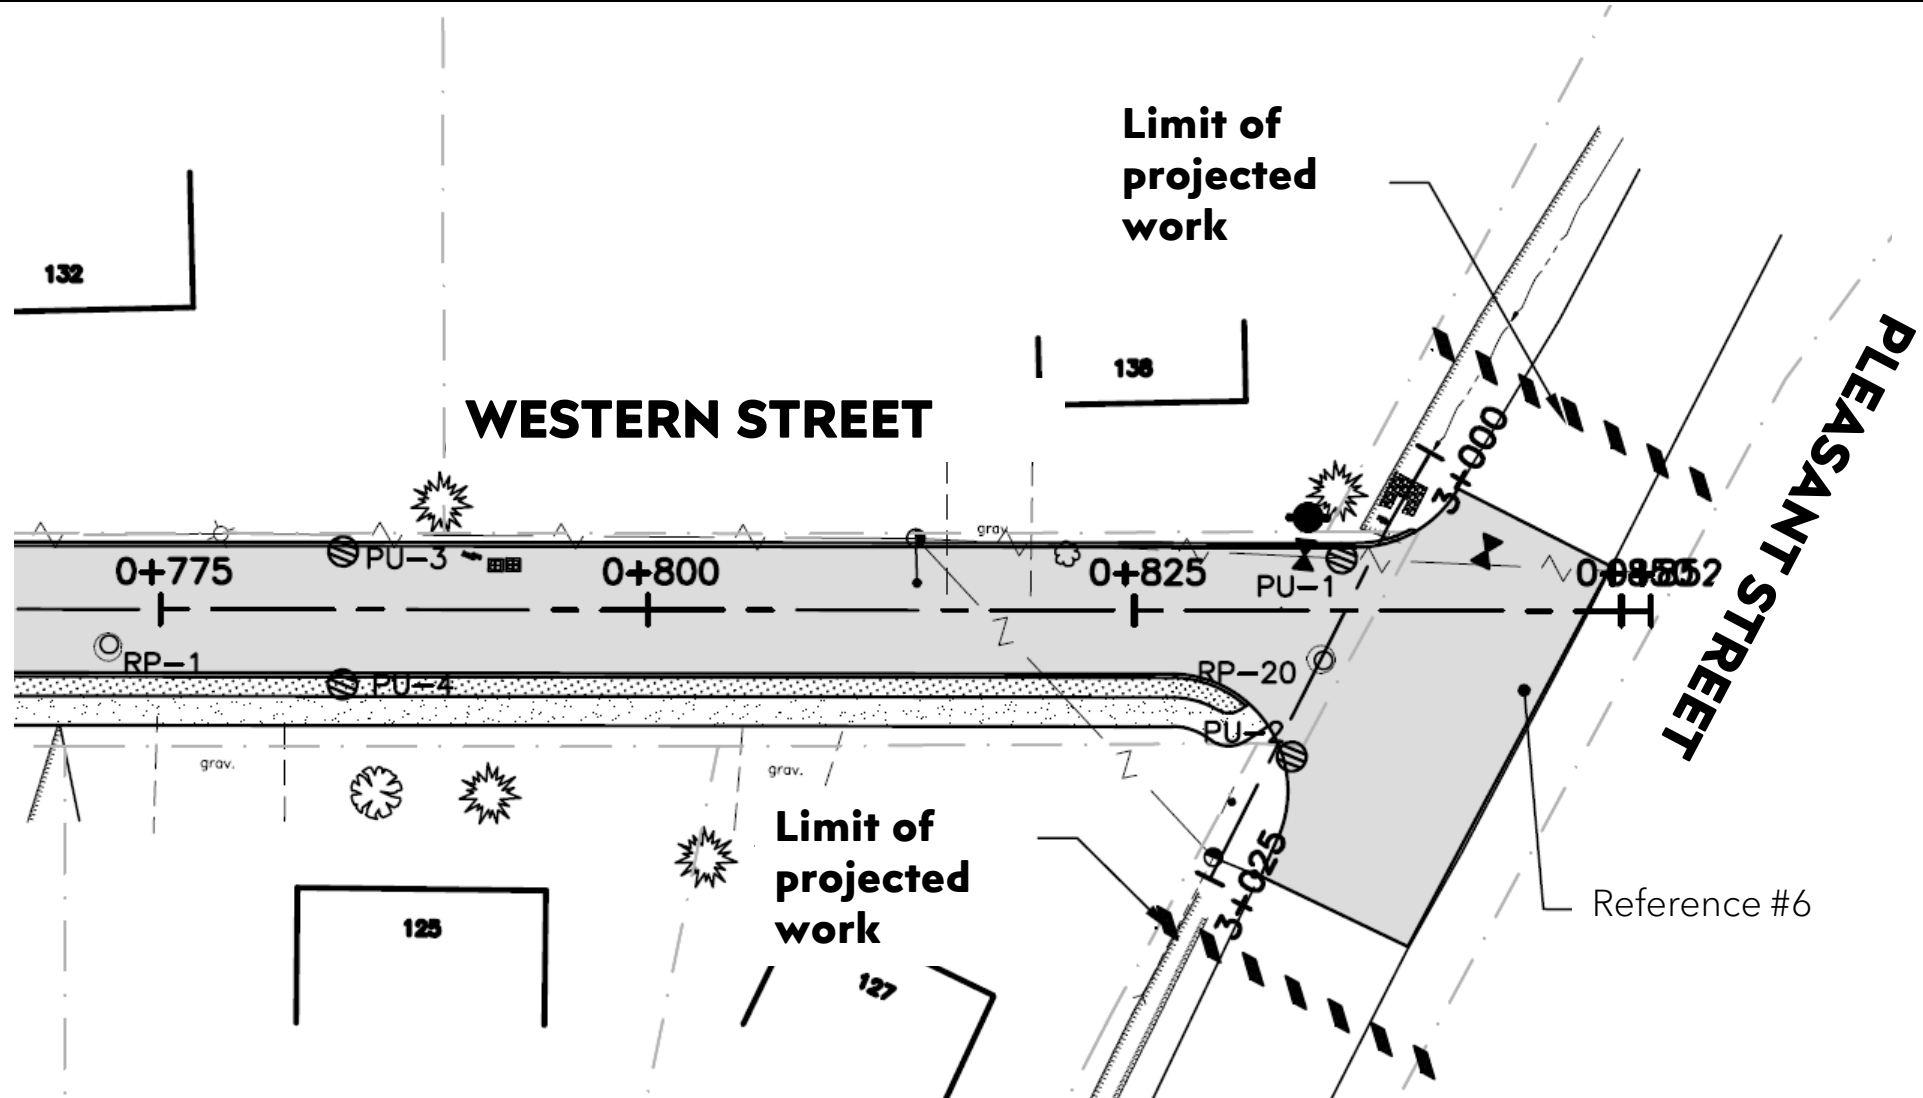 Limit of
projected
work
132
138
WESTERN STREET
PLEASANT STREET
3+000
grav.
PU-3
0+775
0+800
0+825
PU-1
0+850
RP-1
PU-4
RP-20
PU-2
grav.
grav.
Limit of
projected
work
3+025
125
127
Reference #6